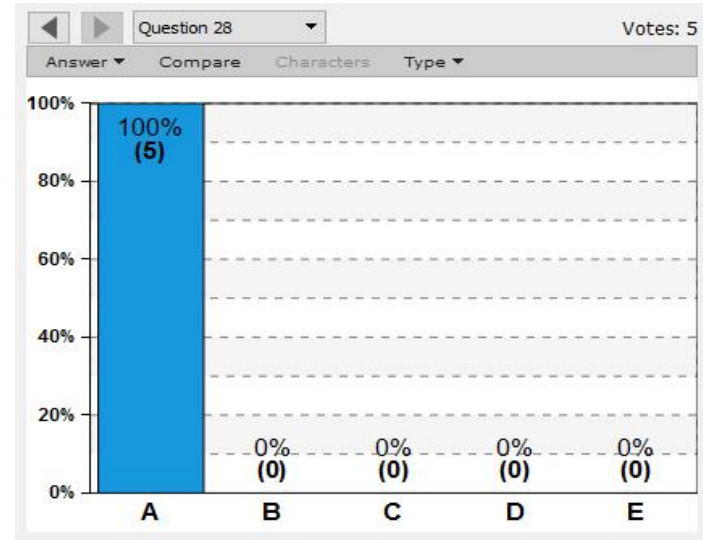 Question 28
Votes: 5
Answer Compare Characters Type
100%
100%
(5)
80%
60%
40%
20%
0% 0% 0% 0%
(0) (0) (0) (0)
0%
A B C D E